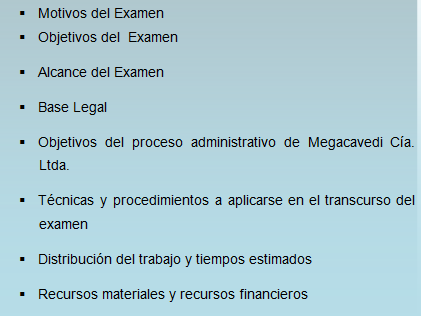 ▪ Motivos del Examen
▪ Objetivos del Examen
▪ Alcance del Examen
▪ Base Legal
▪ Objetivos del proceso administrativo de Megacavedi Cía.
Ltda.
▪ Técnicas y procedimientos a aplicarse en el transcurso del
examen
▪ Distribución del trabajo y tiempos estimados
▪ Recursos materiales y recursos financieros